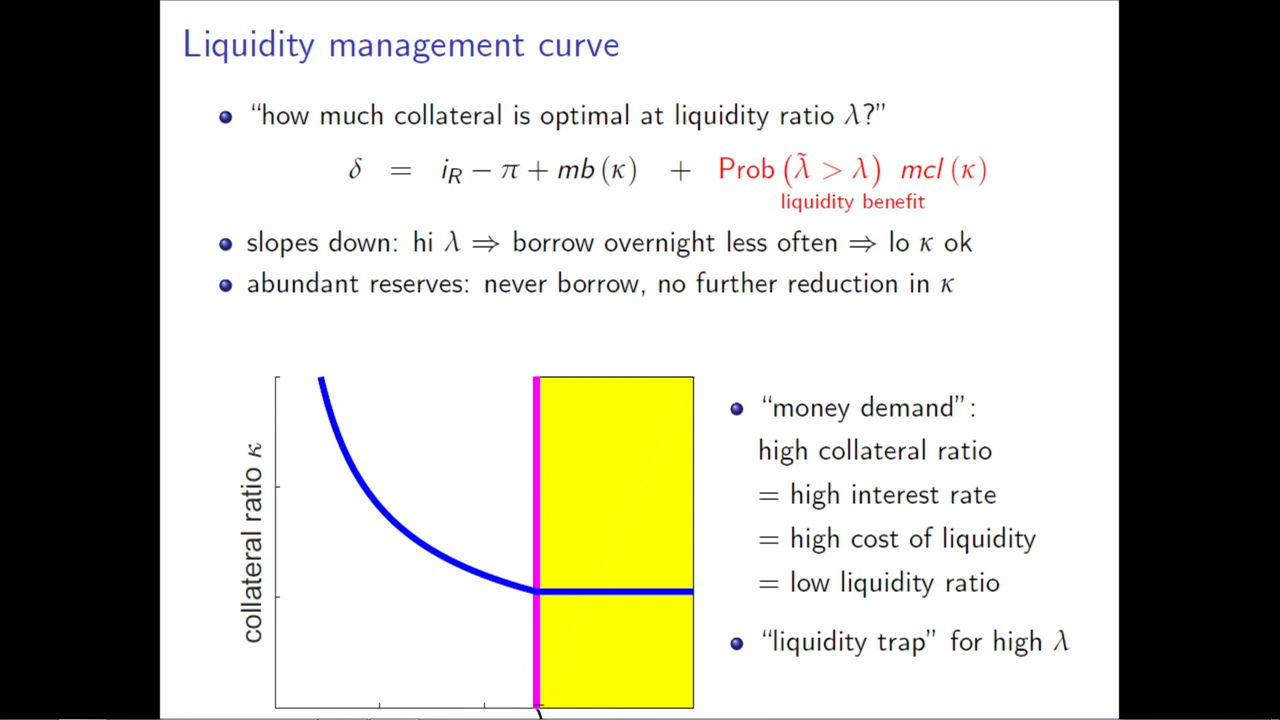 Liquidity management curve
“how much collateral is optimal at liquidity ratio λ?”
δ = i_R − π + mb (κ) + Prob (λ̃ > λ) mcl (κ)
liquidity benefit
slopes down: hi λ ⇒ borrow overnight less often ⇒ lo κ ok
abundant reserves: never borrow, no further reduction in κ
collateral ratio κ
“money demand”:
high collateral ratio
= high interest rate
= high cost of liquidity
= low liquidity ratio
“liquidity trap” for high λ